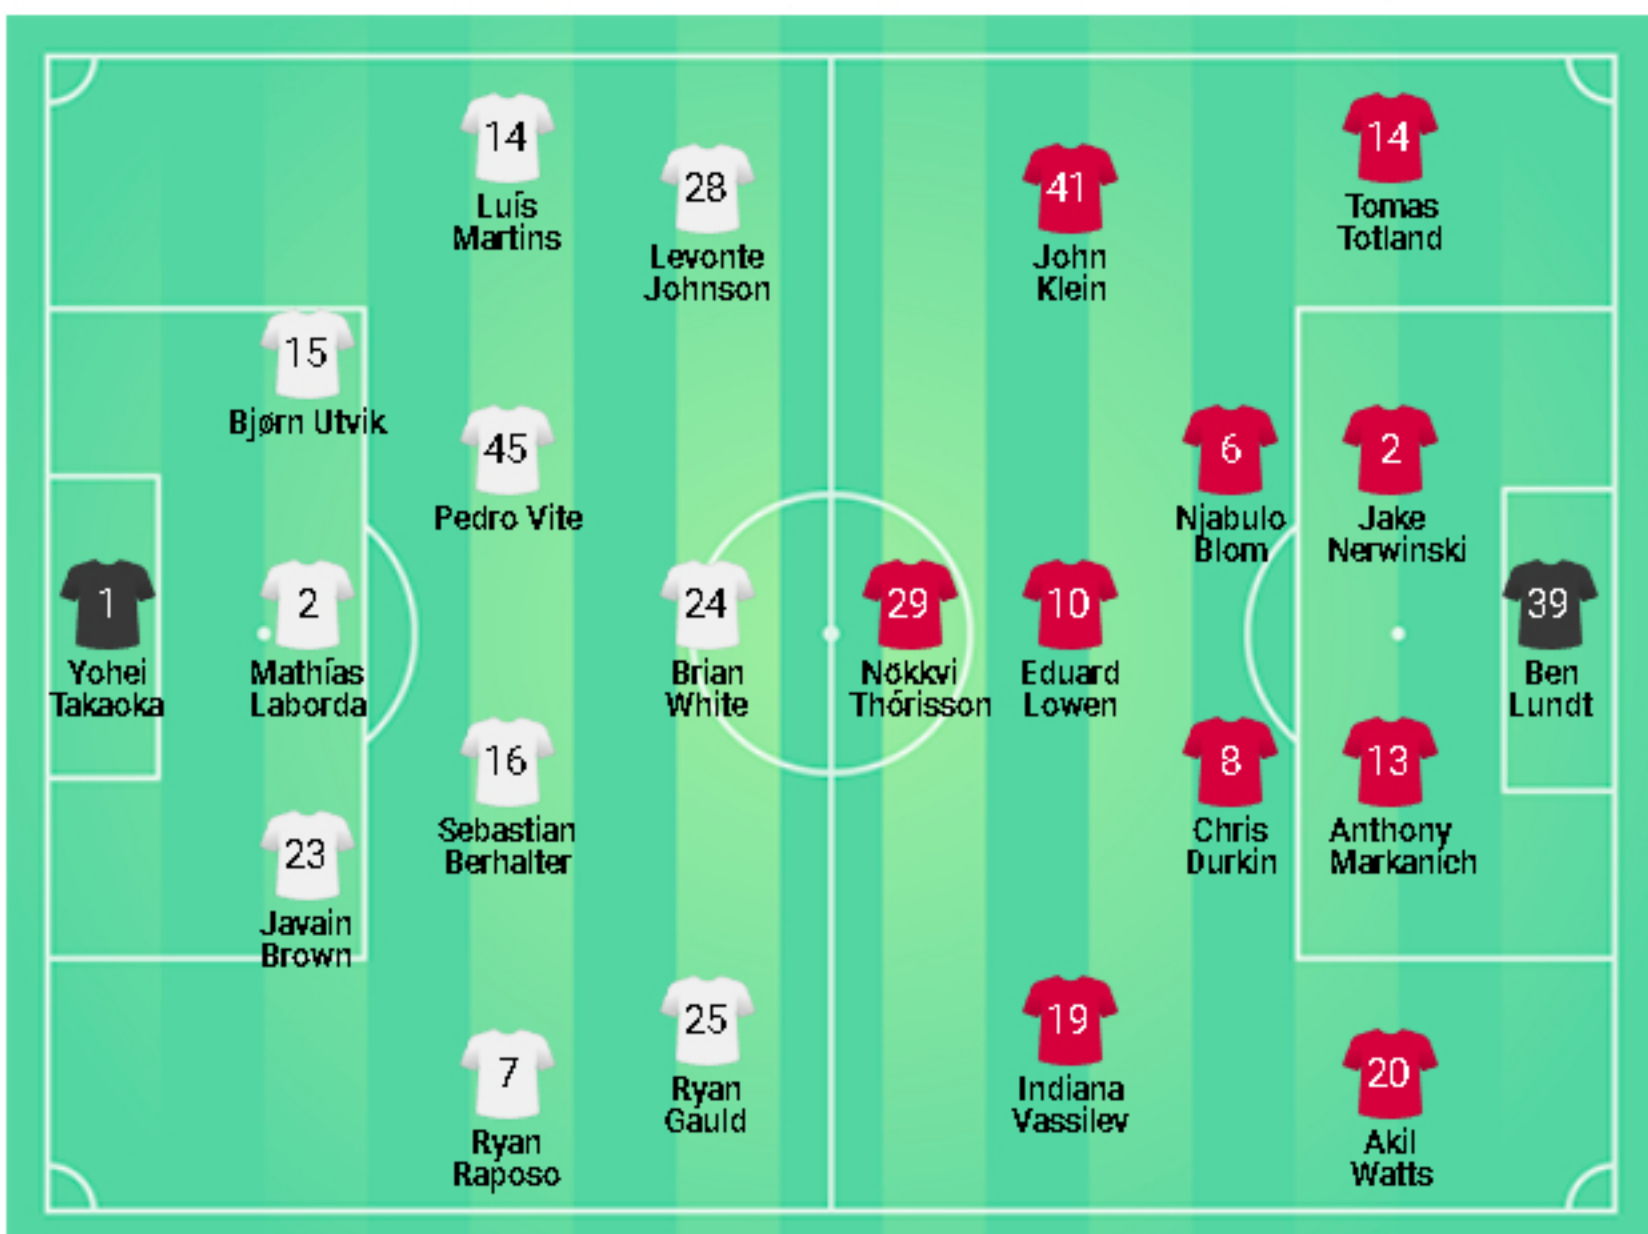 1
Yohei
Takaoka
15
Bjørn Utvik
2
Mathías
Laborda
23
Javain
Brown
14
Luís
Martins
45
Pedro Vite
16
Sebastian
Berhalter
7
Ryan
Raposo
28
Levonte
Johnson
24
Brian
White
25
Ryan
Gauld
29
Nökkvi
Thórisson
41
John
Klein
10
Eduard
Lowen
19
Indiana
Vassilev
6
Njabulo
Blom
8
Chris
Durkin
14
Tomas
Totland
2
Jake
Nerwinski
13
Anthony
Markanich
20
Akil
Watts
39
Ben
Lundt